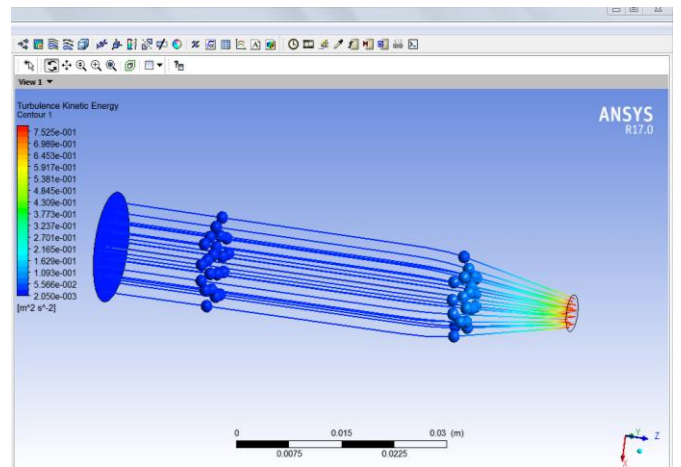 View 1
Turbulence Kinetic Energy
Contour 1
7.525e-001
6.989e-001
6.453e-001
5.917e-001
5.381e-001
4.845e-001
4.309e-001
3.773e-001
3.237e-001
2.701e-001
2.165e-001
1.629e-001
1.093e-001
5.566e-002
2.050e-003
[m^2 s^-2]
ANSYS
R17.0
0 0.015 0.03 (m)
0.0075 0.0225
Y
Z
X